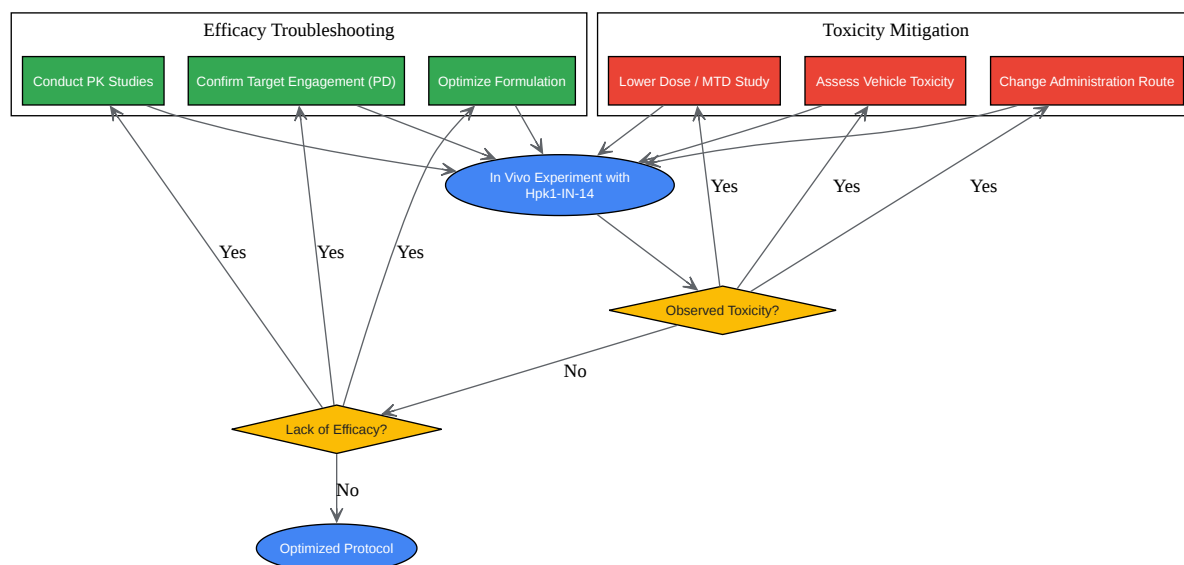 Efficacy Troubleshooting
Toxicity Mitigation
Conduct PK Studies
Confirm Target Engagement (PD)
Optimize Formulation
Lower Dose / MTD Study
Assess Vehicle Toxicity
Change Administration Route
In Vivo Experiment with
Hpk1-IN-14
Yes
Yes
Yes
Yes
Yes
Yes
Observed Toxicity?
No
Lack of Efficacy?
No
Optimized Protocol